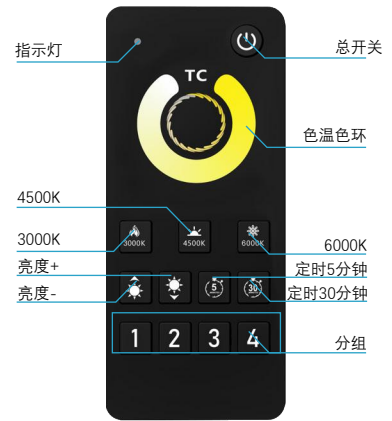 指示灯
总开关
TC
色温色环
4500K
3000K
4500K
6000K
3000K
6000K
亮度+
定时5分钟
亮度-
5
30
定时30分钟
1 2 3 4
分组